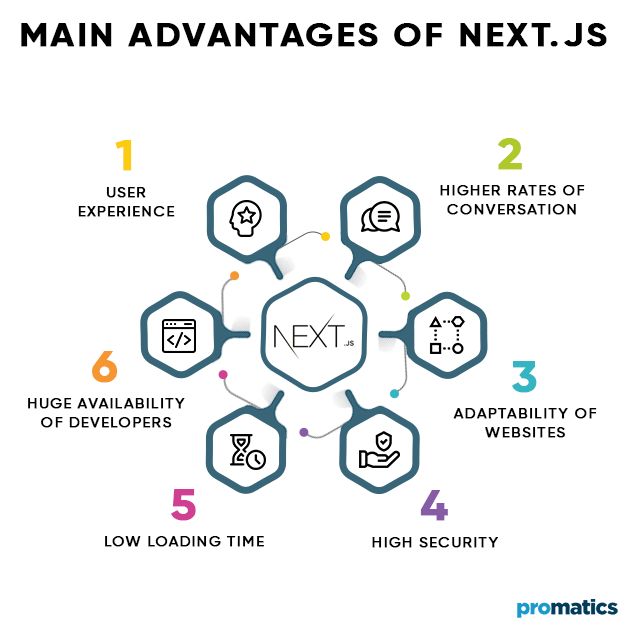 MAIN ADVANTAGES OF NEXT.JS
1
USER
EXPERIENCE
2
HIGHER RATES OF
CONVERSATION
3
ADAPTABILITY OF
WEBSITES
4
HIGH SECURITY
5
LOW LOADING TIME
6
HUGE AVAILABILITY
OF DEVELOPERS
NEXT.JS
</>
promatics